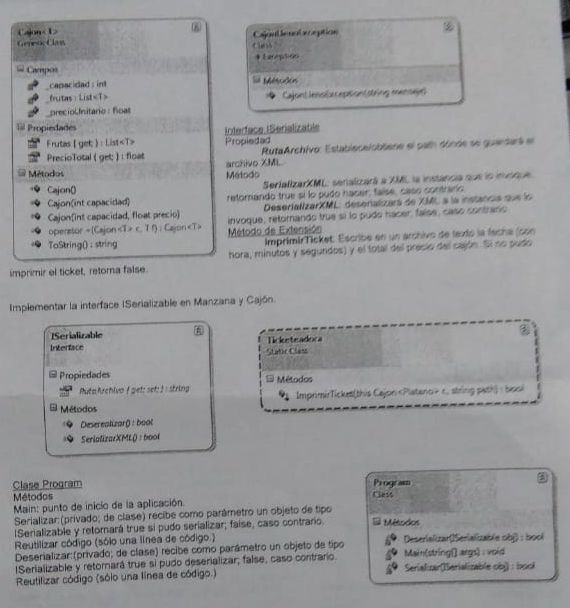 Cajon<T>
Generic Class
Campos
_capacidad : int
_frutas : List<T>
_precioUnitario : float
Propiedades
Frutas { get; } : List<T>
PrecioTotal { get; } : float
Métodos
Cajon()
Cajon(int capacidad)
Cajon(int capacidad, float precio)
operator +(Cajon<T> c, T f) : Cajon<T>
ToString() : string
CajonLlenoException
Class
Exception
Métodos
CajonLlenoException(string mensaje)
Interface ISerializable
Propiedad
RutaArchivo: Establece/obtiene el path donde se guardará el
archivo XML.
Método
SerializarXML: serializará a XML la instancia que lo invoque,
retornando true si lo pudo hacer; false, caso contrario.
DeserializarXML: deserializará de XML a la instancia que lo
invoque, retornando true si lo pudo hacer; false, caso contrario.
Método de Extensión
ImprimirTicket: Escribe en un archivo de texto la fecha (con
hora, minutos y segundos) y el total del precio del cajón. Si no pudo
imprimir el ticket, retorna false.
Implementar la interface ISerializable en Manzana y Cajón.
ISerializable
Interface
Propiedades
RutaArchivo { get; set; } : string
Métodos
Deserealizar() : bool
SerializarXML() : bool
Ticketeadora
Static Class
Métodos
ImprimirTicket(this Cajon<Platano> c, string path) : bool
Clase Program
Métodos
Main: punto de inicio de la aplicación.
Serializar:(privado; de clase) recibe como parámetro un objeto de tipo
ISerializable y retornará true si pudo serializar; false, caso contrario.
Reutilizar código (sólo una línea de código.)
Deserializar:(privado; de clase) recibe como parámetro un objeto de tipo
ISerializable y retornará true si pudo deserializar; false, caso contrario.
Reutilizar código (sólo una línea de código.)
Program
Class
Métodos
Deserializar(ISerializable obj) : bool
Main(string[] args) : void
Serializar(ISerializable obj) : bool